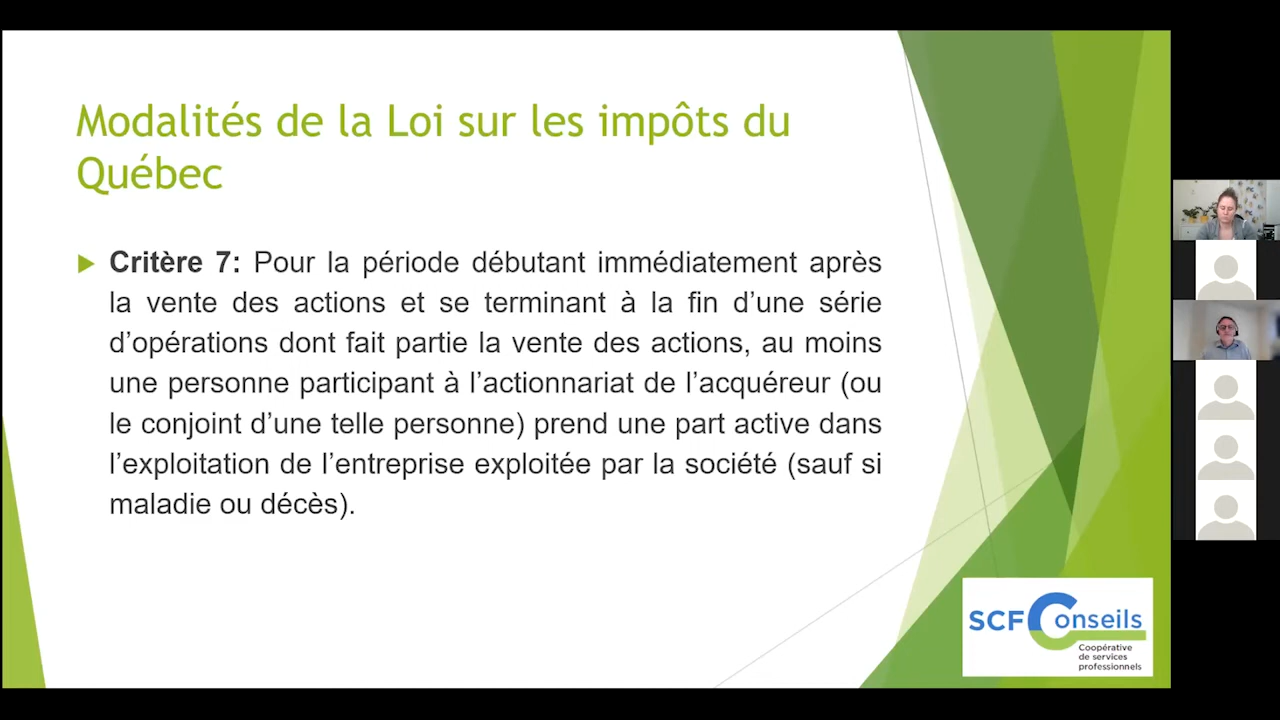 Modalités de la Loi sur les impôts du
Québec
Critère 7: Pour la période débutant immédiatement après
la vente des actions et se terminant à la fin d’une série
d’opérations dont fait partie la vente des actions, au moins
une personne participant à l’actionnariat de l’acquéreur (ou
le conjoint d’une telle personne) prend une part active dans
l’exploitation de l’entreprise exploitée par la société (sauf si
maladie ou décès).
SCF Conseils
Coopérative
de services
professionnels